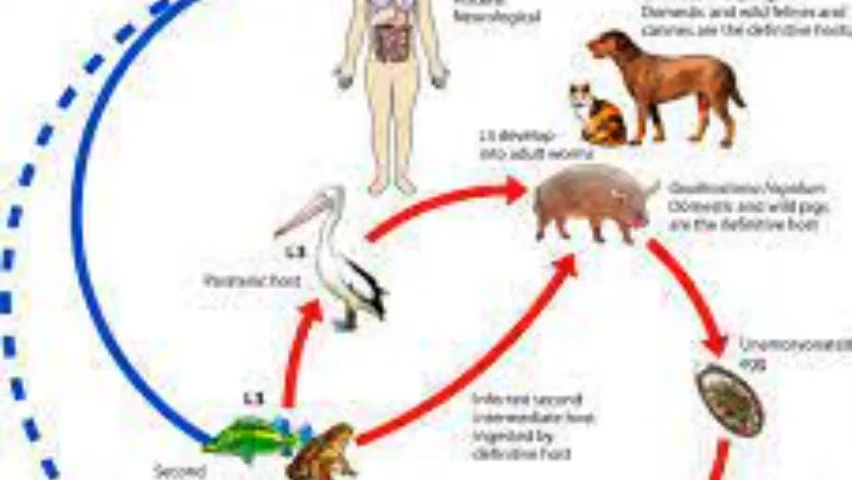 Neurological
Domestic and wild felines and
canines are the definitive hosts
L3 develop
into adult worms
Gnathostoma hispidum
Domestic and wild pigs
are the definitive host
L3
Paratenic host
Unembryonated
egg
L3
Infected second
intermediate host
ingested by
definitive host
Second